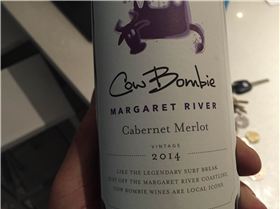 Cow Bombie
MARGARET RIVER
Cabernet Merlot
VINTAGE
2014
LIKE THE LEGENDARY SURF BREAK
JUST OFF THE MARGARET RIVER COASTLINE,
COW BOMBIE WINES ARE LOCAL ICONS.